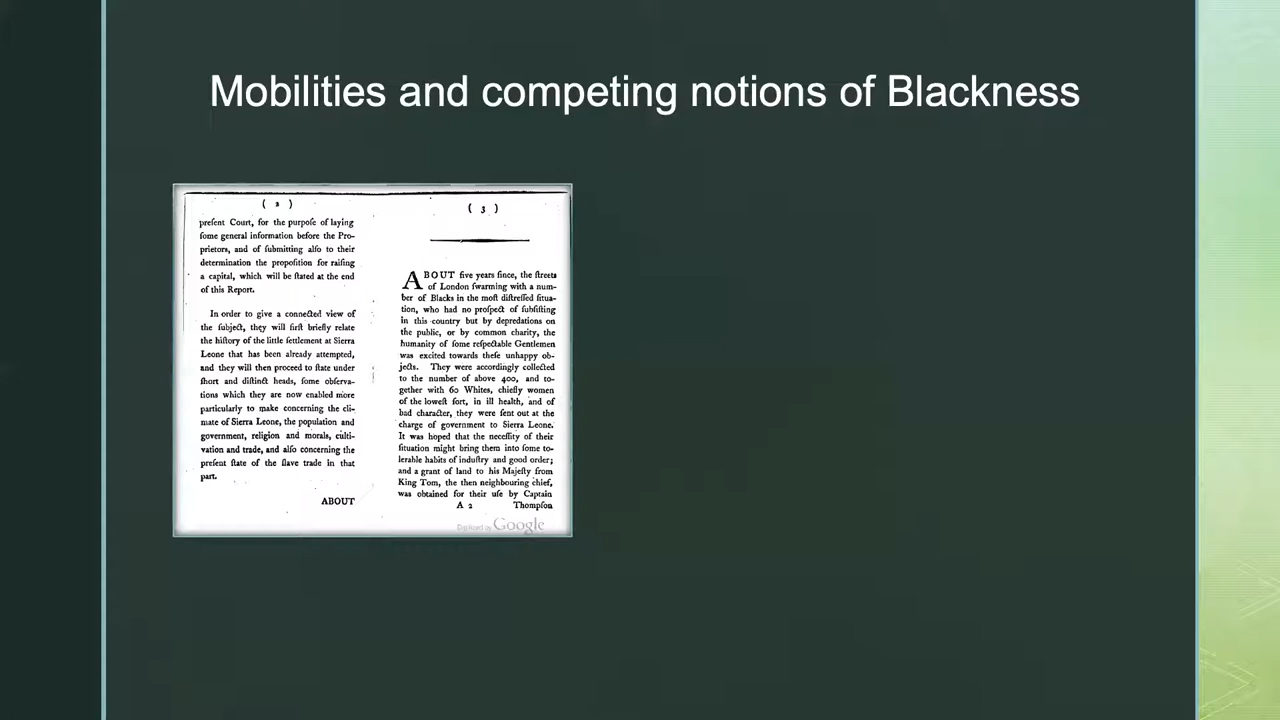 Mobilities and competing notions of Blackness
( 2 )
preſent Court, for the purpoſe of laying
ſome general information before the Pro-
prietors, and of ſubmitting alſo to their
determination the propoſition for raiſing
a capital, which will be ſtated at the end
of this Report.
In order to give a connected view of
the ſubject, they will firſt briefly relate
the hiſtory of the little ſettlement at Sierra
Leone that has been already attempted,
and they will then proceed to ſtate under
ſhort and diſtinct heads, ſome obſerva-
tions which they are now enabled more
particularly to make concerning the cli-
mate of Sierra Leone, the population and
government, religion and morals, culti-
vation and trade, and alſo concerning the
preſent ſtate of the ſlave trade in that
part.
ABOUT
( 3 )
ABOUT five years ſince, the ſtreets
of London ſwarming with a num-
ber of Blacks in the moſt diſtreſſed ſitua-
tion, who had no proſpect of ſubſiſting
in this country but by depredations on
the public, or by common charity, the
humanity of ſome reſpectable Gentlemen
was excited towards theſe unhappy ob-
jects. They were accordingly collected
to the number of above 400, and to-
gether with 60 Whites, chiefly women
of the loweſt ſort, in ill health, and of
bad character, they were ſent out at the
charge of government to Sierra Leone.
It was hoped that the neceſſity of their
ſituation might bring them into ſome to-
lerable habits of induſtry and good order;
and a grant of land to his Majeſty from
King Tom, the then neighbouring chief,
was obtained for their uſe by Captain
A 2 Thompſon
Digitized by Google